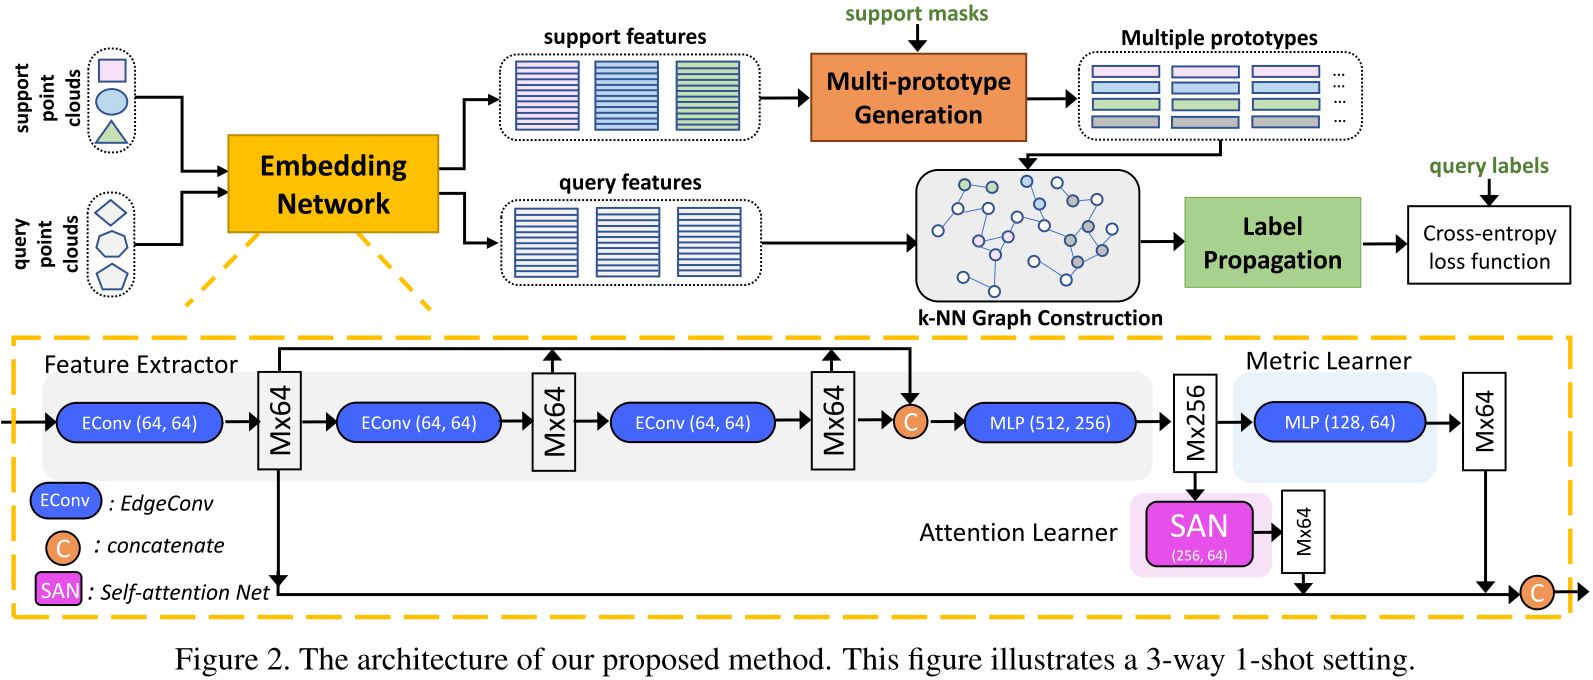 support masks
support
point
clouds
support features
Multi-prototype
Generation
Multiple prototypes
...
...
...
...
Embedding
Network
query
point
clouds
query features
k-NN Graph Construction
Label
Propagation
query labels
Cross-entropy
loss function
Feature Extractor
EConv (64, 64)
Mx64
EConv (64, 64)
Mx64
EConv (64, 64)
Mx64
C
MLP (512, 256)
Mx256
Metric Learner
MLP (128, 64)
Mx64
EConv : EdgeConv
C : concatenate
SAN : Self-attention Net
Attention Learner
SAN
(256, 64)
Mx64
C
Figure 2. The architecture of our proposed method. This figure illustrates a 3-way 1-shot setting.